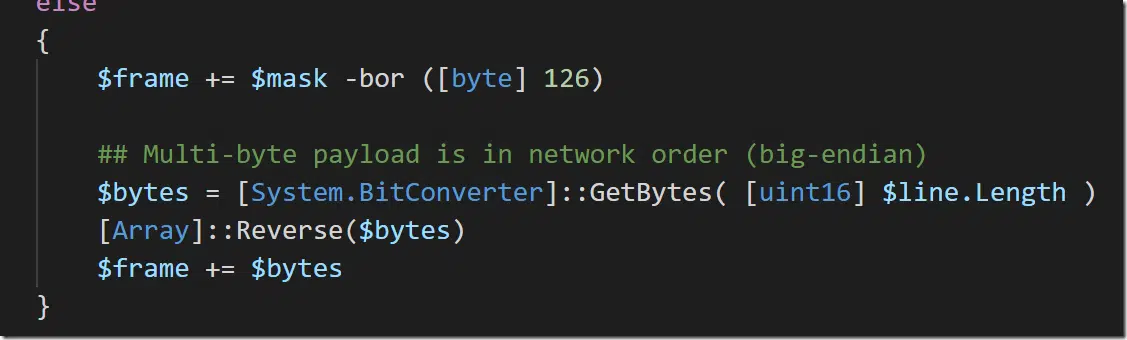 else
{
$frame += $mask -bor ([byte] 126)
## Multi-byte payload is in network order (big-endian)
$bytes = [System.BitConverter]::GetBytes( [uint16] $line.Length )
[Array]::Reverse($bytes)
$frame += $bytes
}